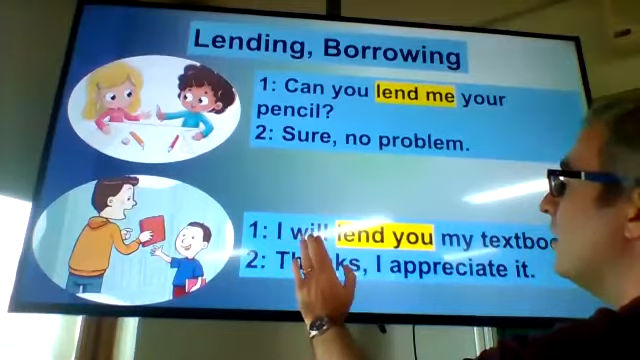 Lending, Borrowing
1: Can you lend me your
pencil?
2: Sure, no problem.
1: I will lend you my
2: I appreciate it.